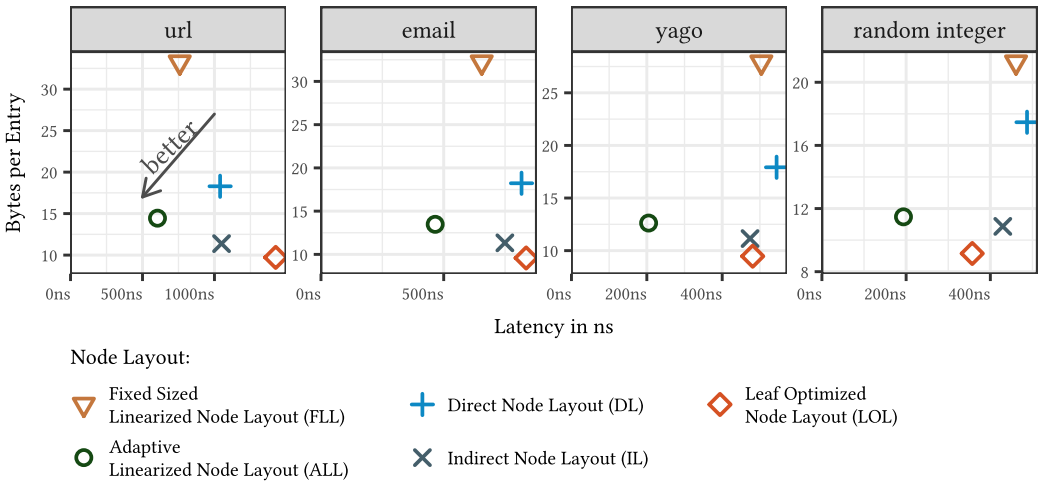 url
email
yago
random integer
Bytes per Entry
30
25
20
15
10
better
0ns
500ns
1000ns
30
25
20
15
10
0ns
500ns
25
20
15
10
0ns
200ns
400ns
20
16
12
8
0ns
200ns
400ns
Latency in ns
Node Layout:
Fixed Sized
Linearized Node Layout (FLL)
Adaptive
Linearized Node Layout (ALL)
Direct Node Layout (DL)
Indirect Node Layout (IL)
Leaf Optimized
Node Layout (LOL)